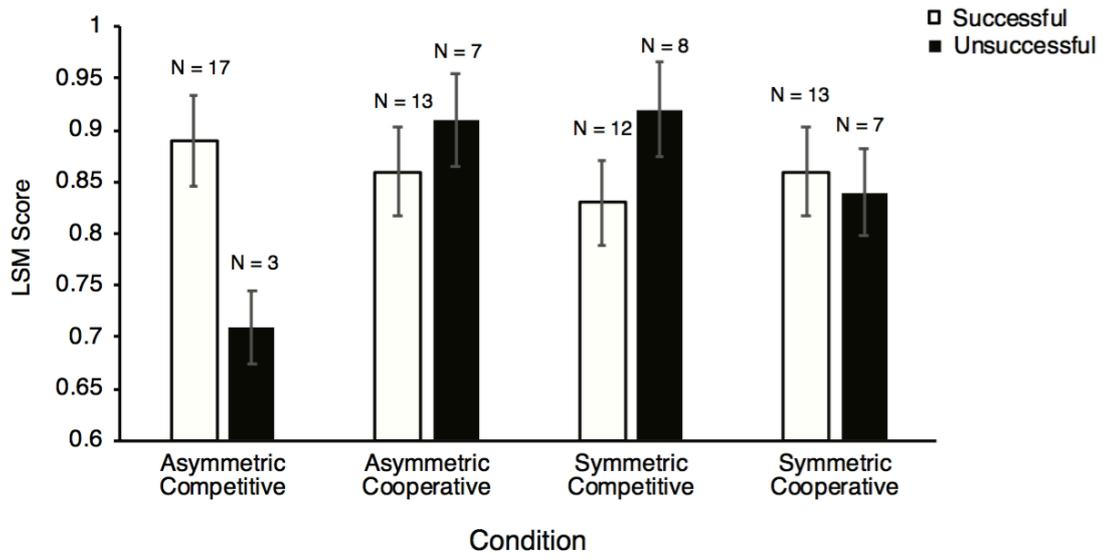 Successful
Unsuccessful
1
0.95
0.9
0.85
0.8
0.75
0.7
0.65
0.6
LSM Score
N = 17
N = 3
N = 13
N = 7
N = 12
N = 8
N = 13
N = 7
Asymmetric
Competitive
Asymmetric
Cooperative
Symmetric
Competitive
Symmetric
Cooperative
Condition